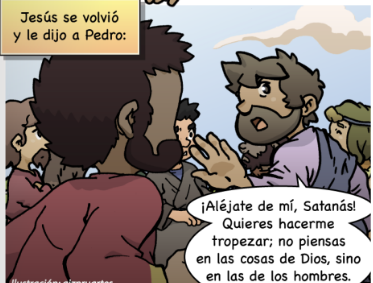 Jesús se volvió
y le dijo a Pedro:
¡Aléjate de mí, Satanás!
Quieres hacerme
tropezar; no piensas
en las cosas de Dios, sino
en las de los hombres.
Ilustración: